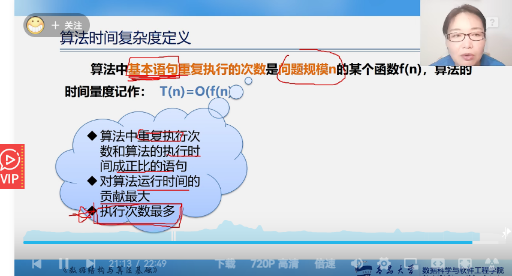 + 关注
算法时间复杂度定义
算法中基本语句重复执行的次数是问题规模n的某个函数f(n)，算法的
时间量度记作： T(n)=O(f(n)
◆ 算法中重复执行次
数和算法的执行时
间成正比的语句
◆ 对算法运行时间的
贡献最大
◆ 执行次数最多
VIP
21:13 / 22:49
下载
720P 高清
倍速
《数据结构与算法基础》
青岛大学
数据科学与软件工程学院